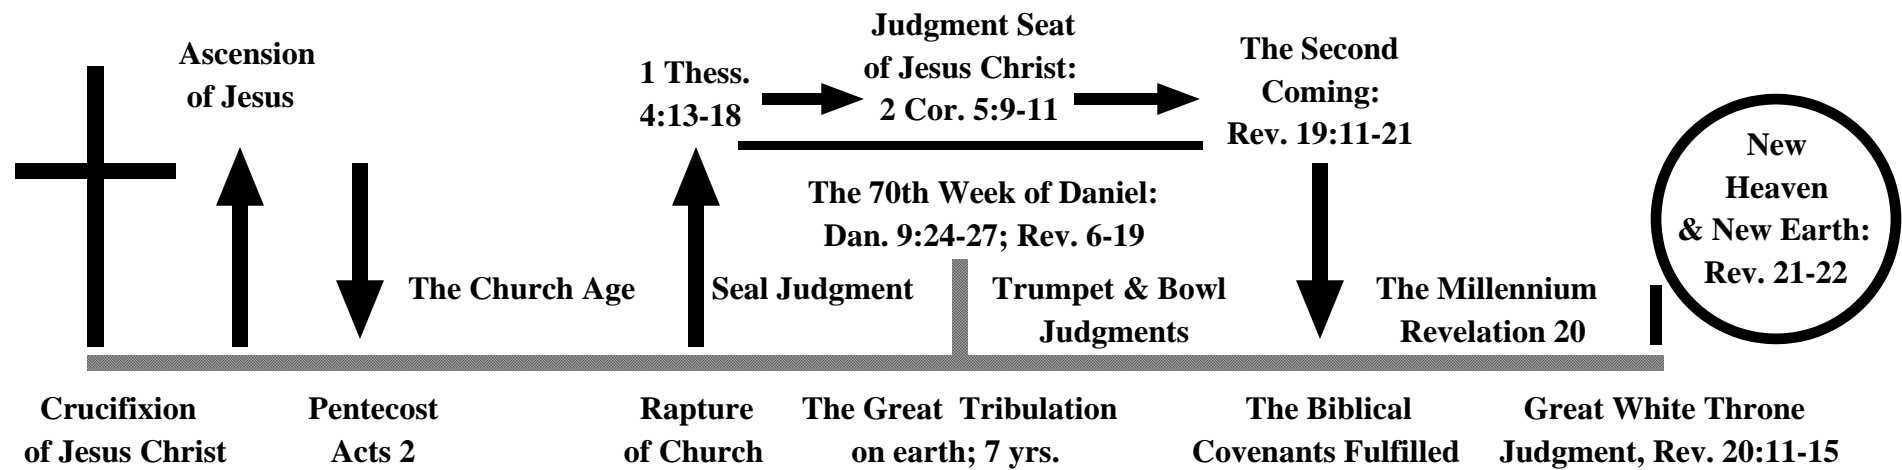 Ascension
of Jesus
1 Thess.
4:13-18
Judgment Seat
of Jesus Christ:
2 Cor. 5:9-11
The Second
Coming:
Rev. 19:11-21
New
Heaven
& New Earth:
Rev. 21-22
The 70th Week of Daniel:
Dan. 9:24-27; Rev. 6-19
The Church Age
Seal Judgment
Trumpet & Bowl
Judgments
The Millennium
Revelation 20
Crucifixion
of Jesus Christ
Pentecost
Acts 2
Rapture
of Church
The Great Tribulation
on earth; 7 yrs.
The Biblical
Covenants Fulfilled
Great White Throne
Judgment, Rev. 20:11-15